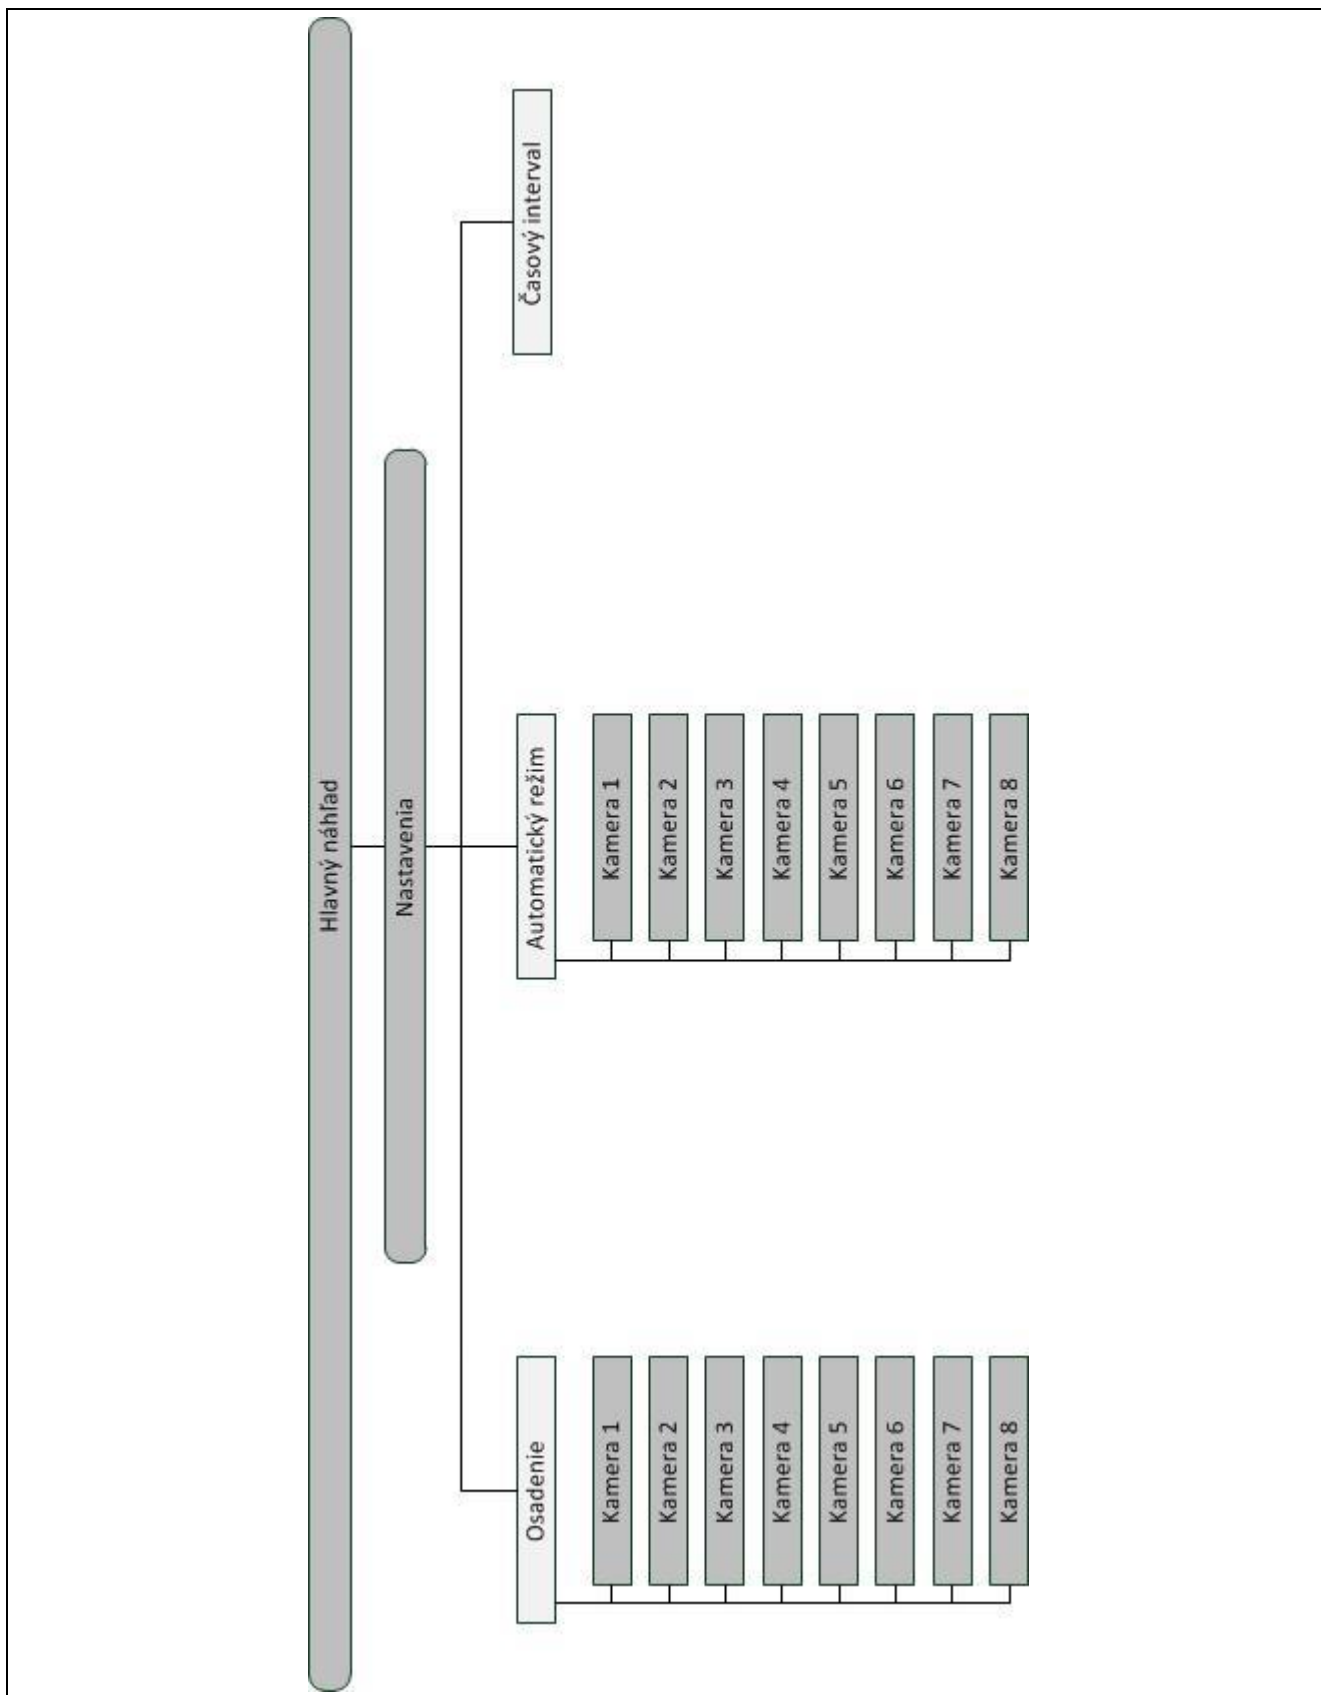 Hlavný náhľad
Nastavenia
Osadenie
Kamera 1
Kamera 2
Kamera 3
Kamera 4
Kamera 5
Kamera 6
Kamera 7
Kamera 8
Automatický režim
Kamera 1
Kamera 2
Kamera 3
Kamera 4
Kamera 5
Kamera 6
Kamera 7
Kamera 8
Časový interval